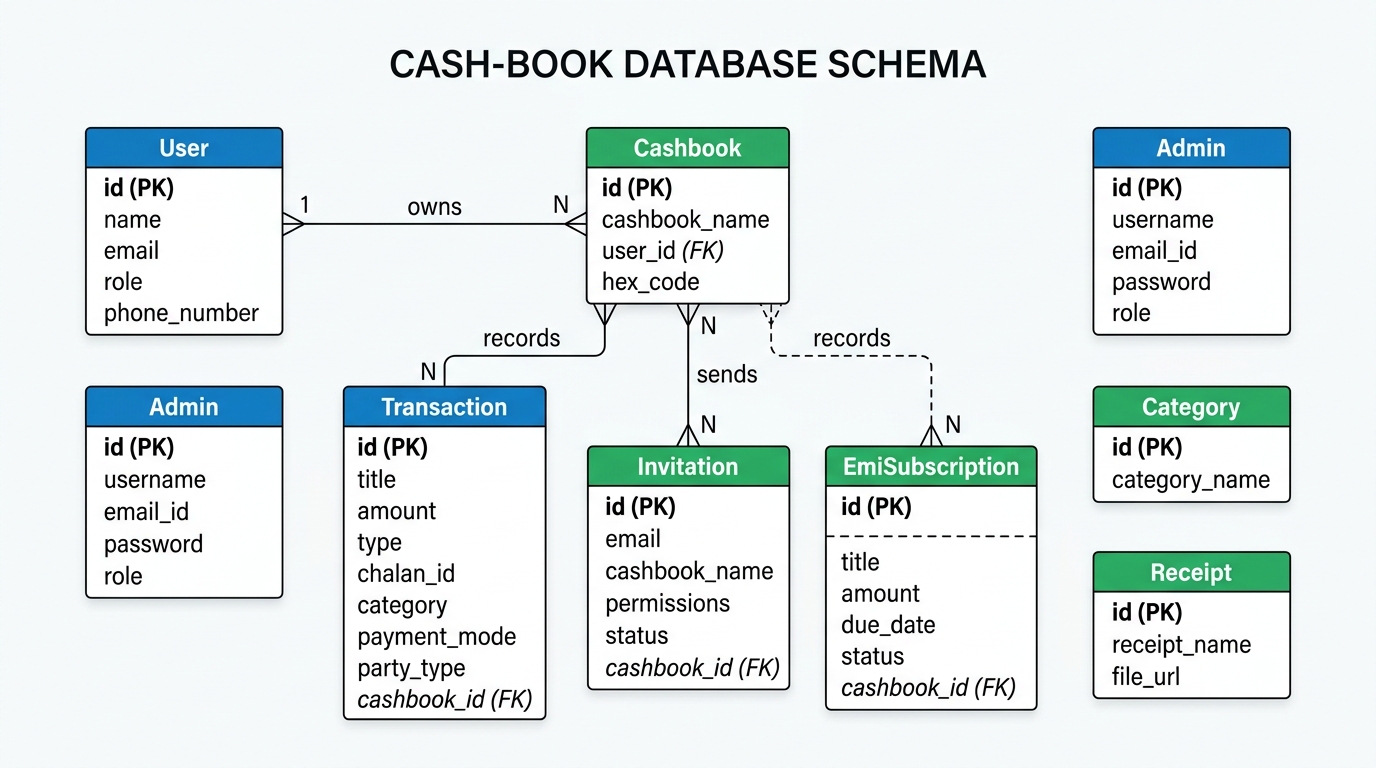 CASH-BOOK DATABASE SCHEMA
User
id (PK)
name
email
role
phone_number
1
owns
N
Cashbook
id (PK)
cashbook_name
user_id (FK)
hex_code
Admin
id (PK)
username
email_id
password
role
records
N
N
sends
N
records
N
Admin
id (PK)
username
email_id
password
role
Transaction
id (PK)
title
amount
type
chalan_id
category
payment_mode
party_type
cashbook_id (FK)
Invitation
id (PK)
email
cashbook_name
permissions
status
cashbook_id (FK)
EmiSubscription
id (PK)
title
amount
due_date
status
cashbook_id (FK)
Category
id (PK)
category_name
Receipt
id (PK)
receipt_name
file_url